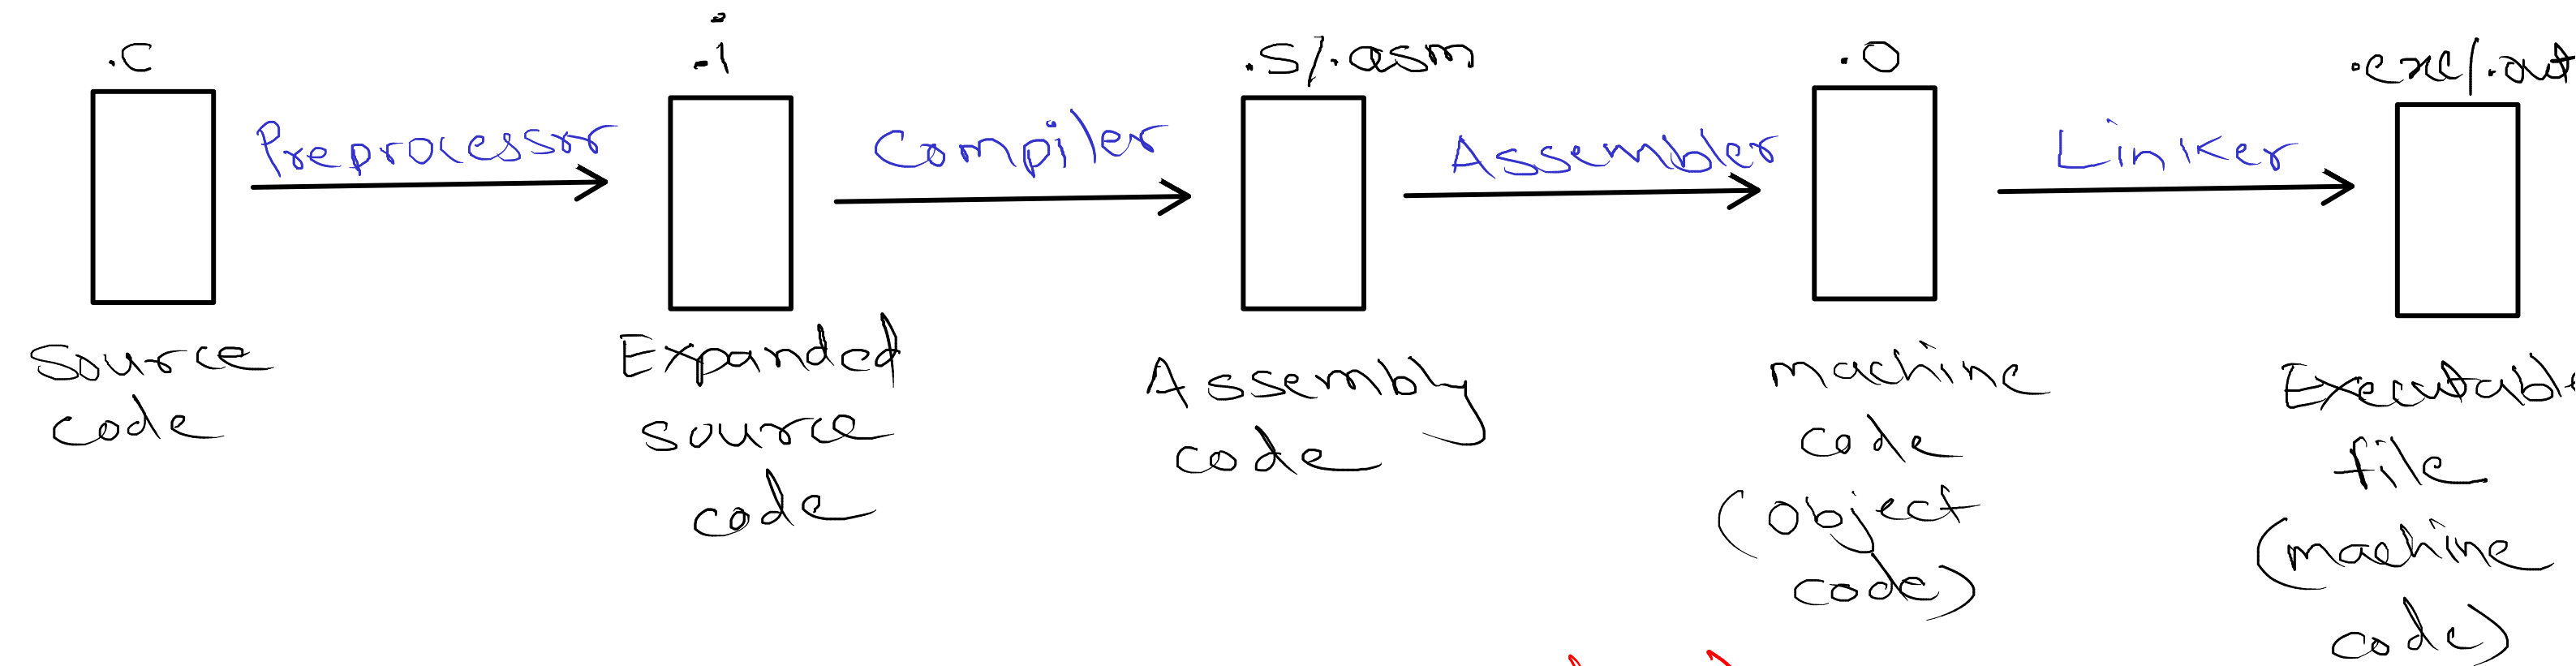 .c
.i
.s/.asm
.o
.exe/.out
Preprocessor
Compiler
Assembler
Linker
Source
code
Expanded
source
code
Assembly
code
machine
code
(object
code)
Executable
file
(machine
code)